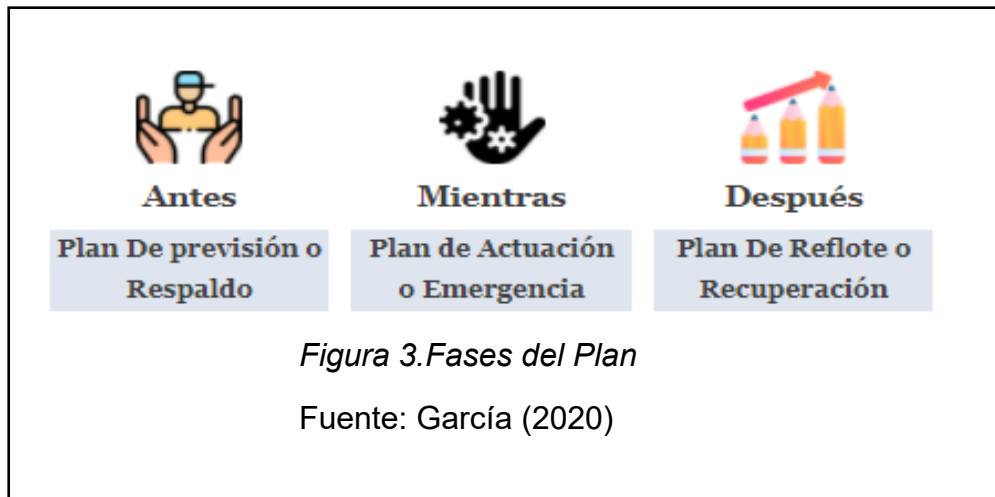 Antes
Mientras
Después
Plan De previsión o
Respaldo
Plan de Actuación
o Emergencia
Plan De Reflote o
Recuperación
Figura 3.Fases del Plan
Fuente: García (2020)